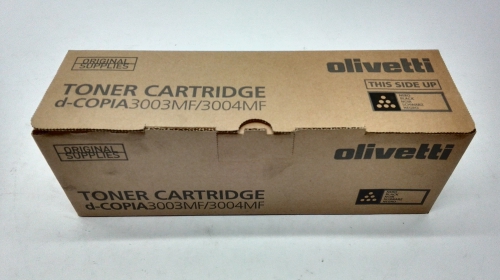 ORIGINAL
SUPPLIES
olivetti
TONER CARTRIDGE
d-COPIA3003MF/3004MF
THIS SIDE UP
ORIGINAL
SUPPLIES
olivetti
TONER CARTRIDGE
d-COPIA3003MF/3004MF